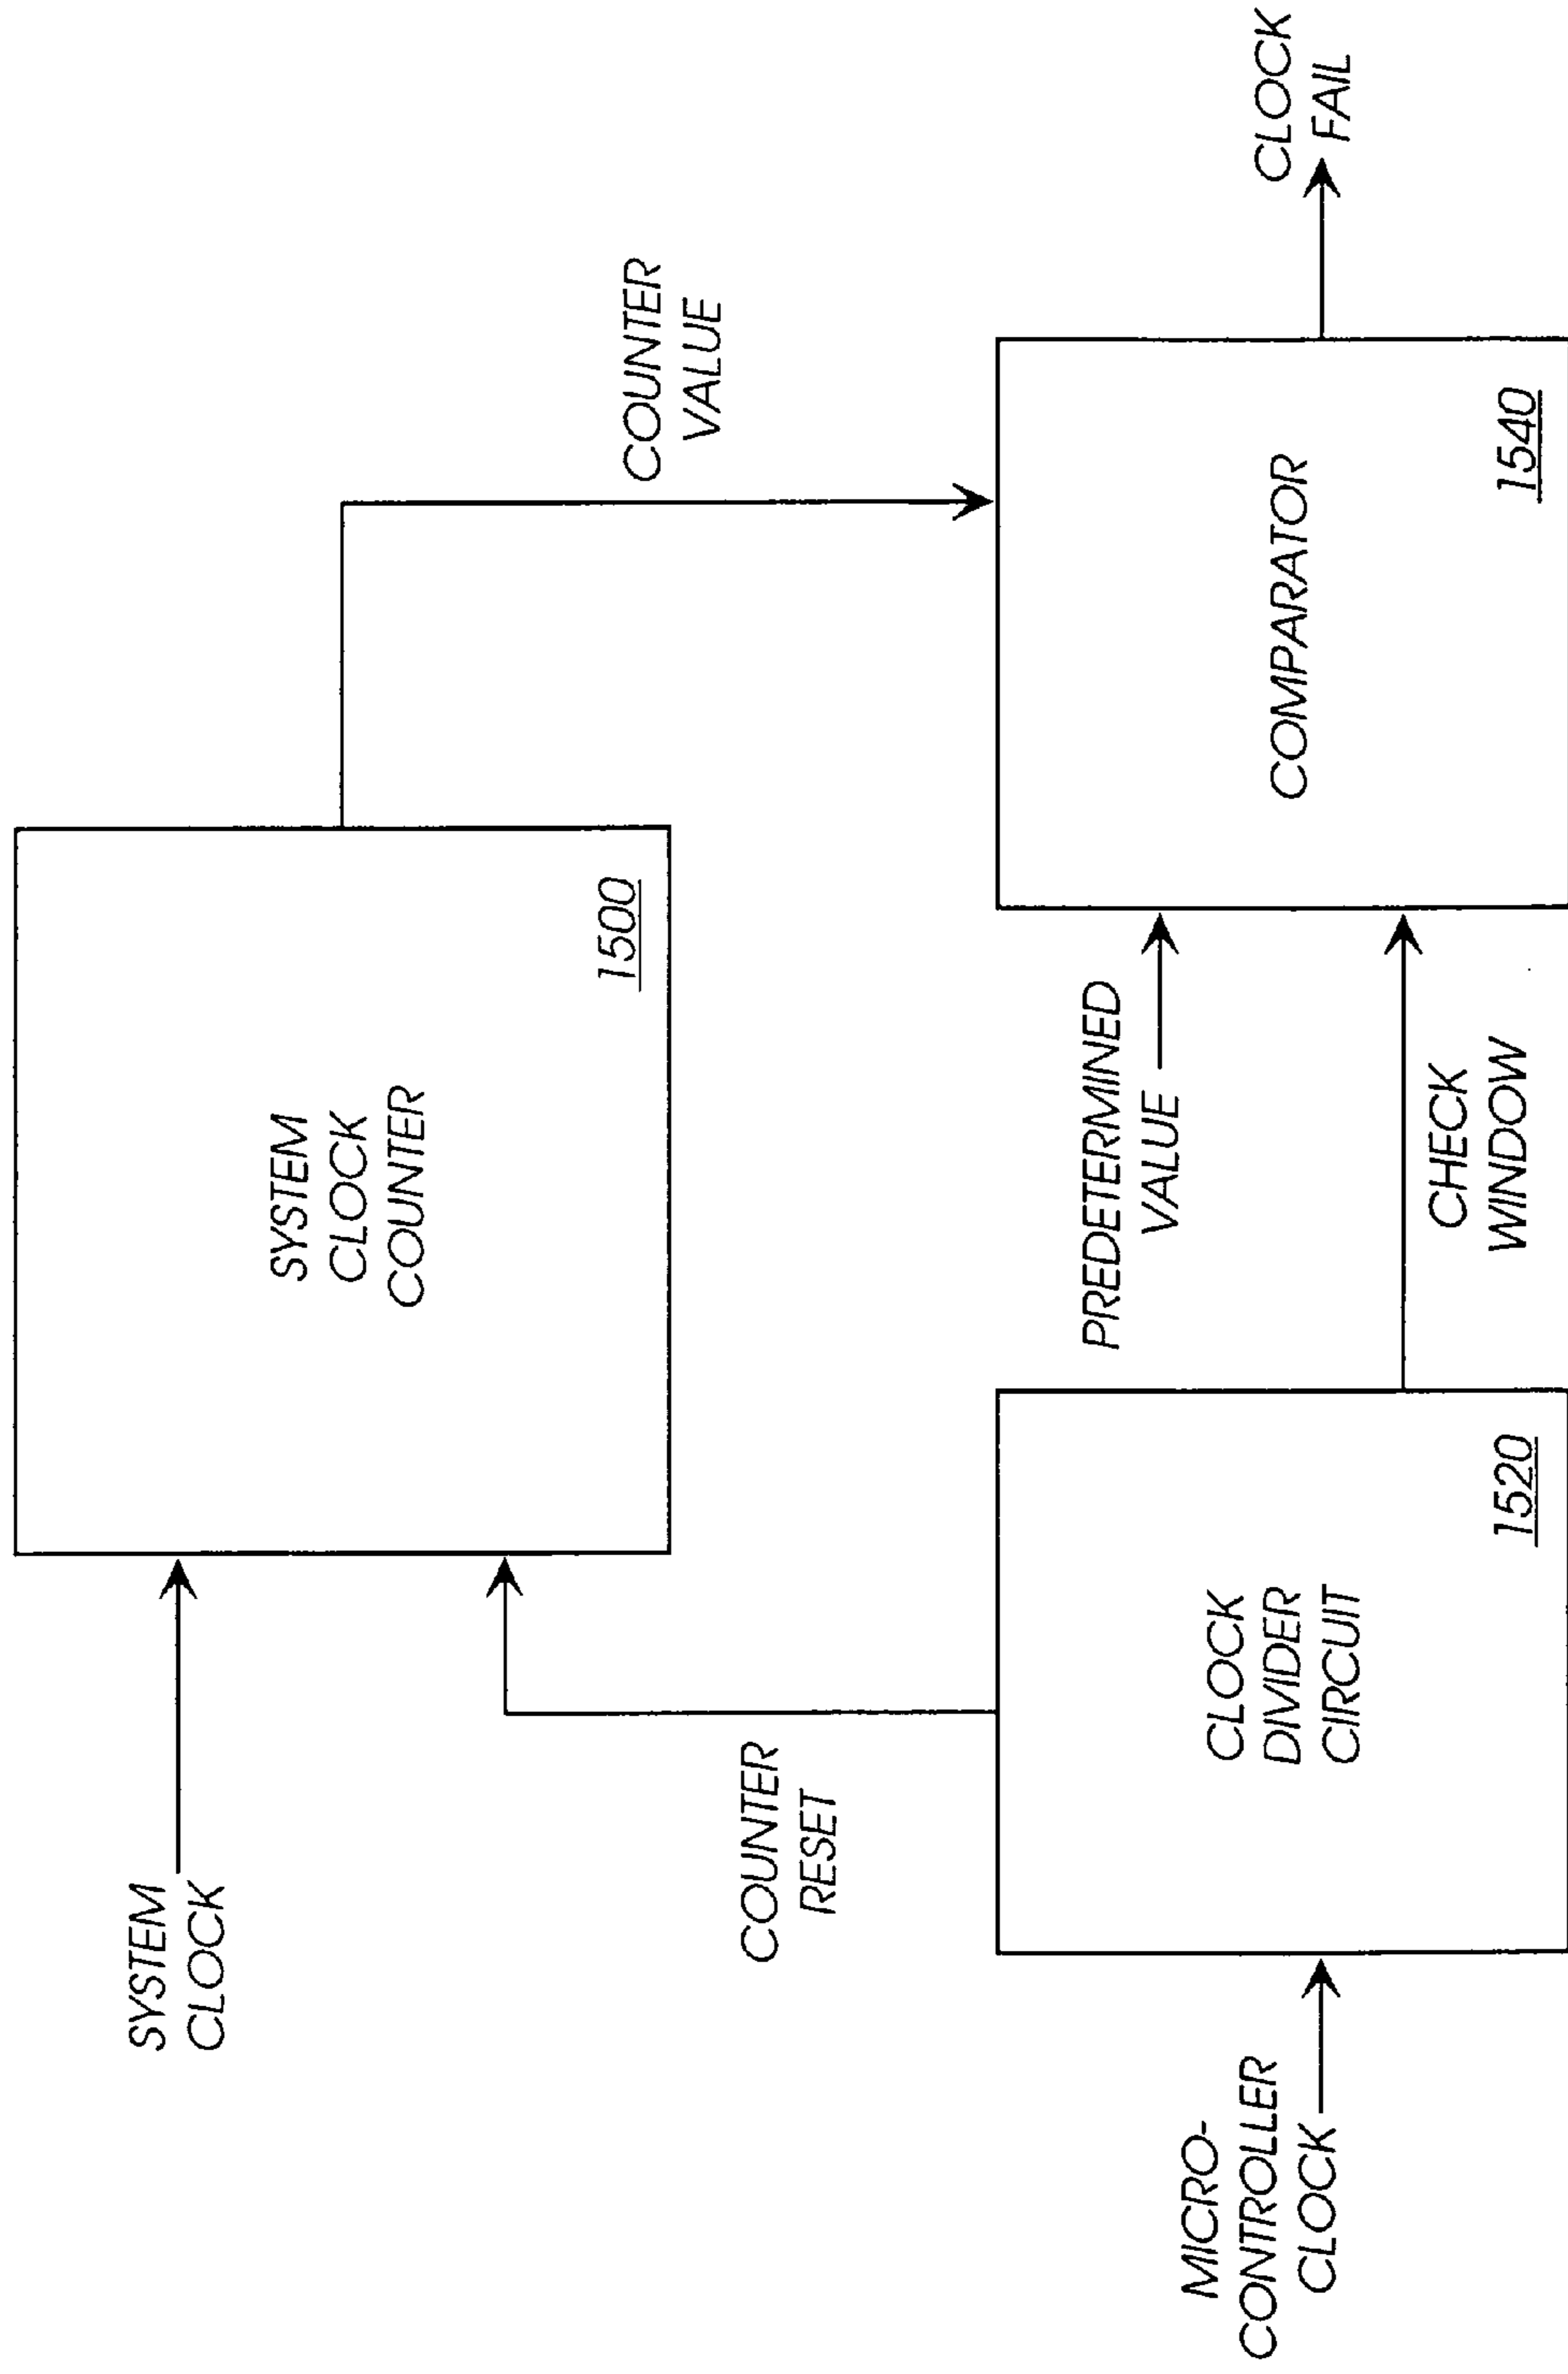 SYSTEM
CLOCK
SYSTEM
CLOCK
COUNTER
1500
COUNTER
VALUE
COUNTER
RESET
MICRO-
CONTROLLER
CLOCK
CLOCK
DIVIDER
CIRCUIT
1520
PREDETERMINED
VALUE
CHECK
WINDOW
COMPARATOR
1540
CLOCK
FAIL